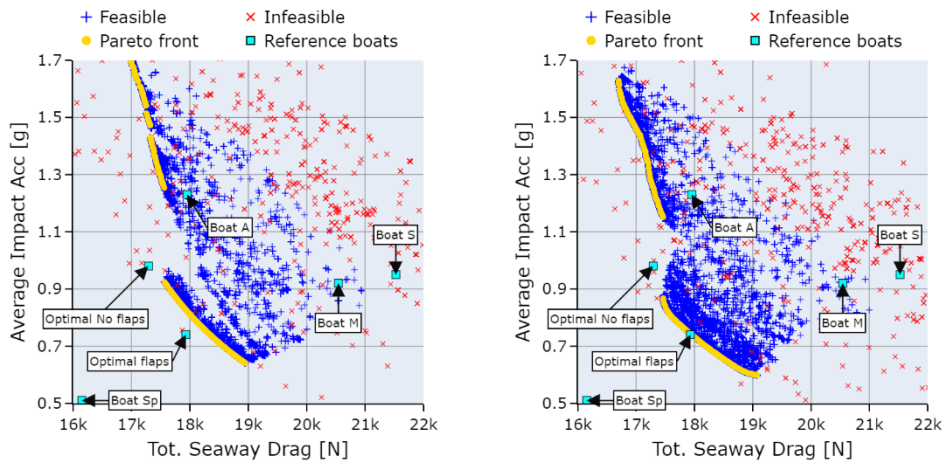 Feasible
Infeasible
Pareto front
Reference boats
1.7
1.5
1.3
1.1
0.9
0.7
0.5
Average Impact Acc [g]
Boat A
Boat S
Optimal No flaps
Boat M
Optimal flaps
Boat Sp
16k 17k 18k 19k 20k 21k 22k
Tot. Seaway Drag [N]
Feasible
Infeasible
Pareto front
Reference boats
1.7
1.5
1.3
1.1
0.9
0.7
0.5
Average Impact Acc [g]
Boat A
Boat S
Optimal No flaps
Boat M
Optimal flaps
Boat Sp
16k 17k 18k 19k 20k 21k 22k
Tot. Seaway Drag [N]